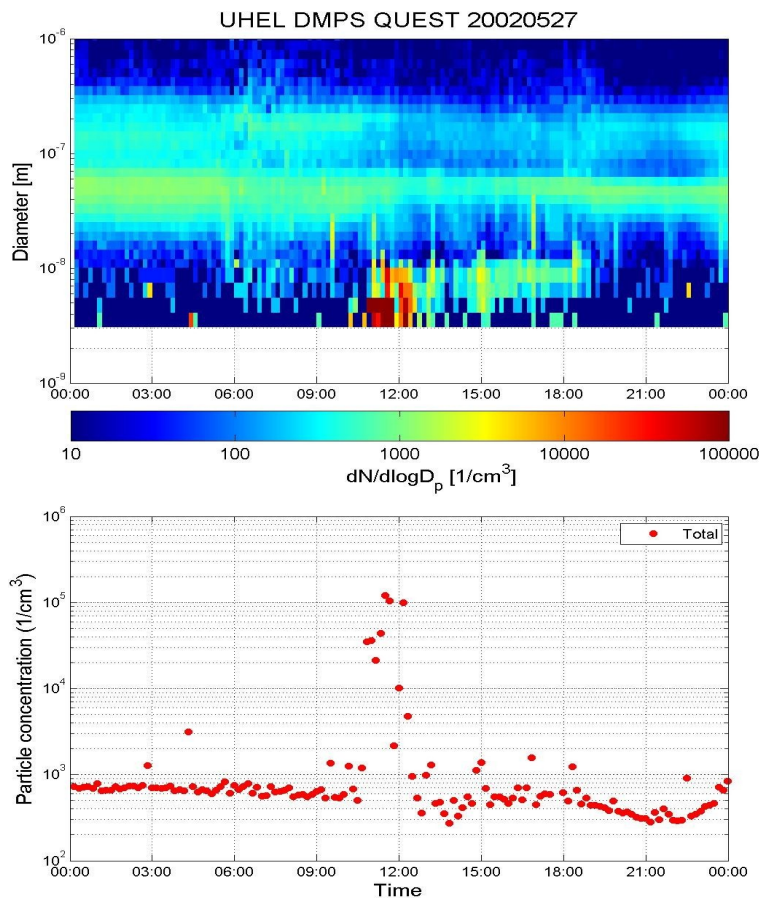 UHEL DMPS QUEST 20020527
Diameter [m]
10^-6
10^-7
10^-8
10^-9
00:00 03:00 06:00 09:00 12:00 15:00 18:00 21:00 00:00
10 100 1000 10000 100000
dN/dlogD_p [1/cm^3]
Particle concentration (1/cm^3)
10^6
10^5
10^4
10^3
10^2
Total
00:00 03:00 06:00 09:00 12:00 15:00 18:00 21:00 00:00
Time